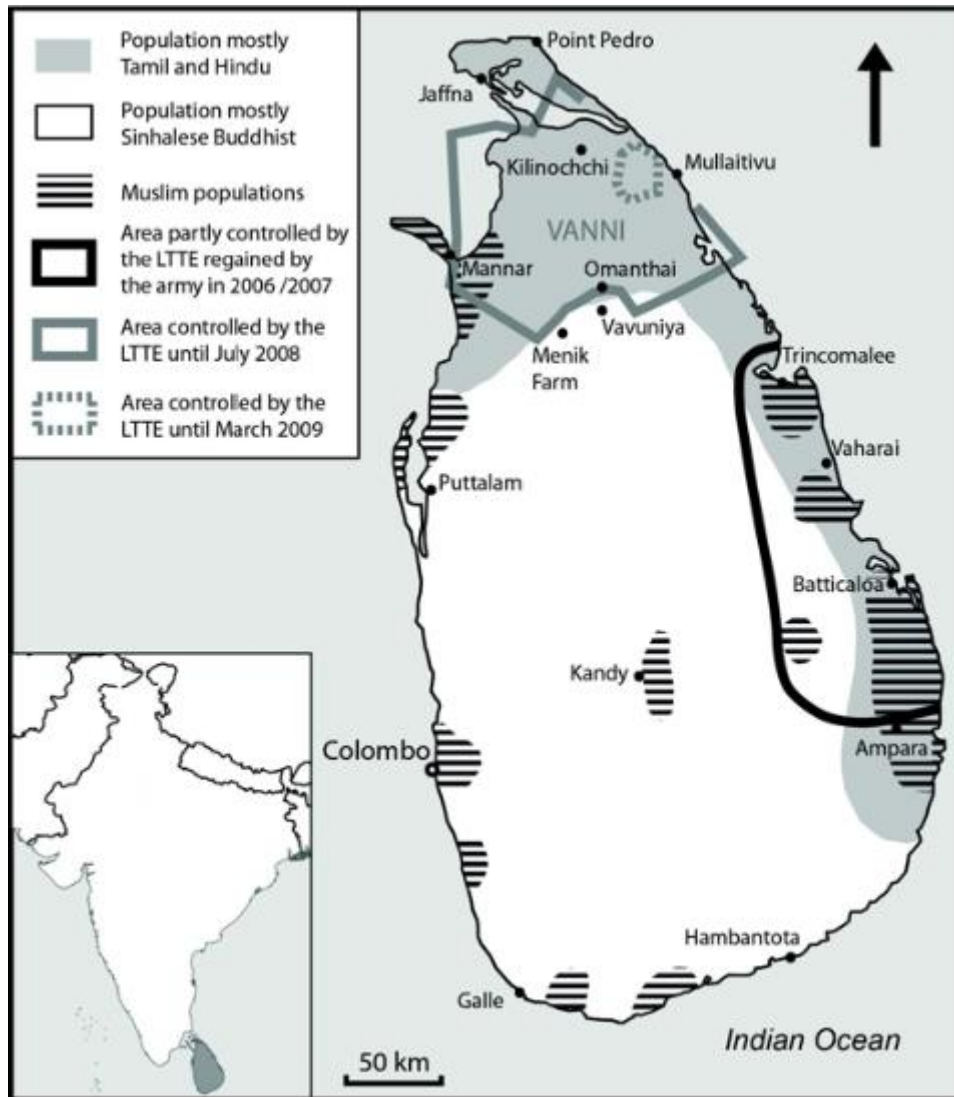 Population mostly
Tamil and Hindu
Population mostly
Sinhalese Buddhist
Muslim populations
Area partly controlled by
the LTTE regained by
the army in 2006 /2007
Area controlled by the
LTTE until July 2008
Area controlled by the
LTTE until March 2009
Point Pedro
Jaffna
Kilinochchi
Mullaitivu
VANNI
Mannar
Omanthai
Vavuniya
Menik
Farm
Trincomalee
Vaharai
Puttalam
Batticaloa
Kandy
Colombo
Ampara
Hambantota
Galle
Indian Ocean
50 km